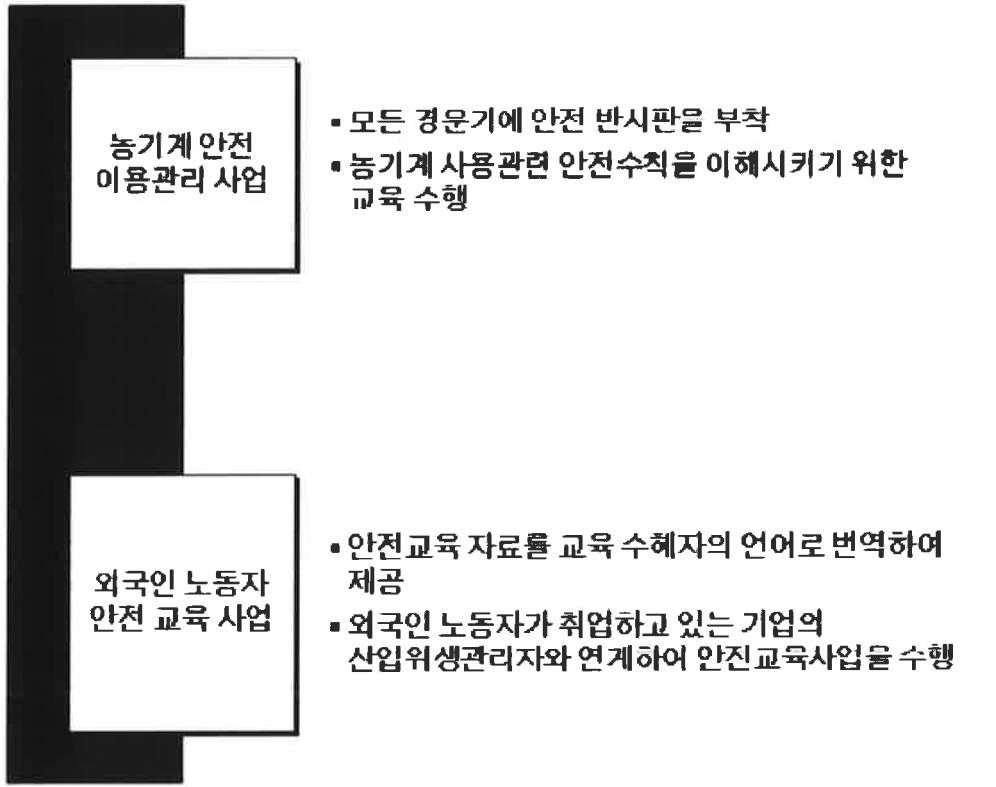 농기계 안전
이용관리 사업
▪ 모든 경운기에 안전 반사판을 부착
▪ 농기계 사용관련 안전수칙을 이해시키기 위한
교육 수행
외국인 노동자
안전 교육 사업
▪ 안전교육 자료를 교육 수혜자의 언어로 번역하여
제공
▪ 외국인 노동자가 취업하고 있는 기업의
산업위생관리자와 연계하여 안전교육사업을 수행